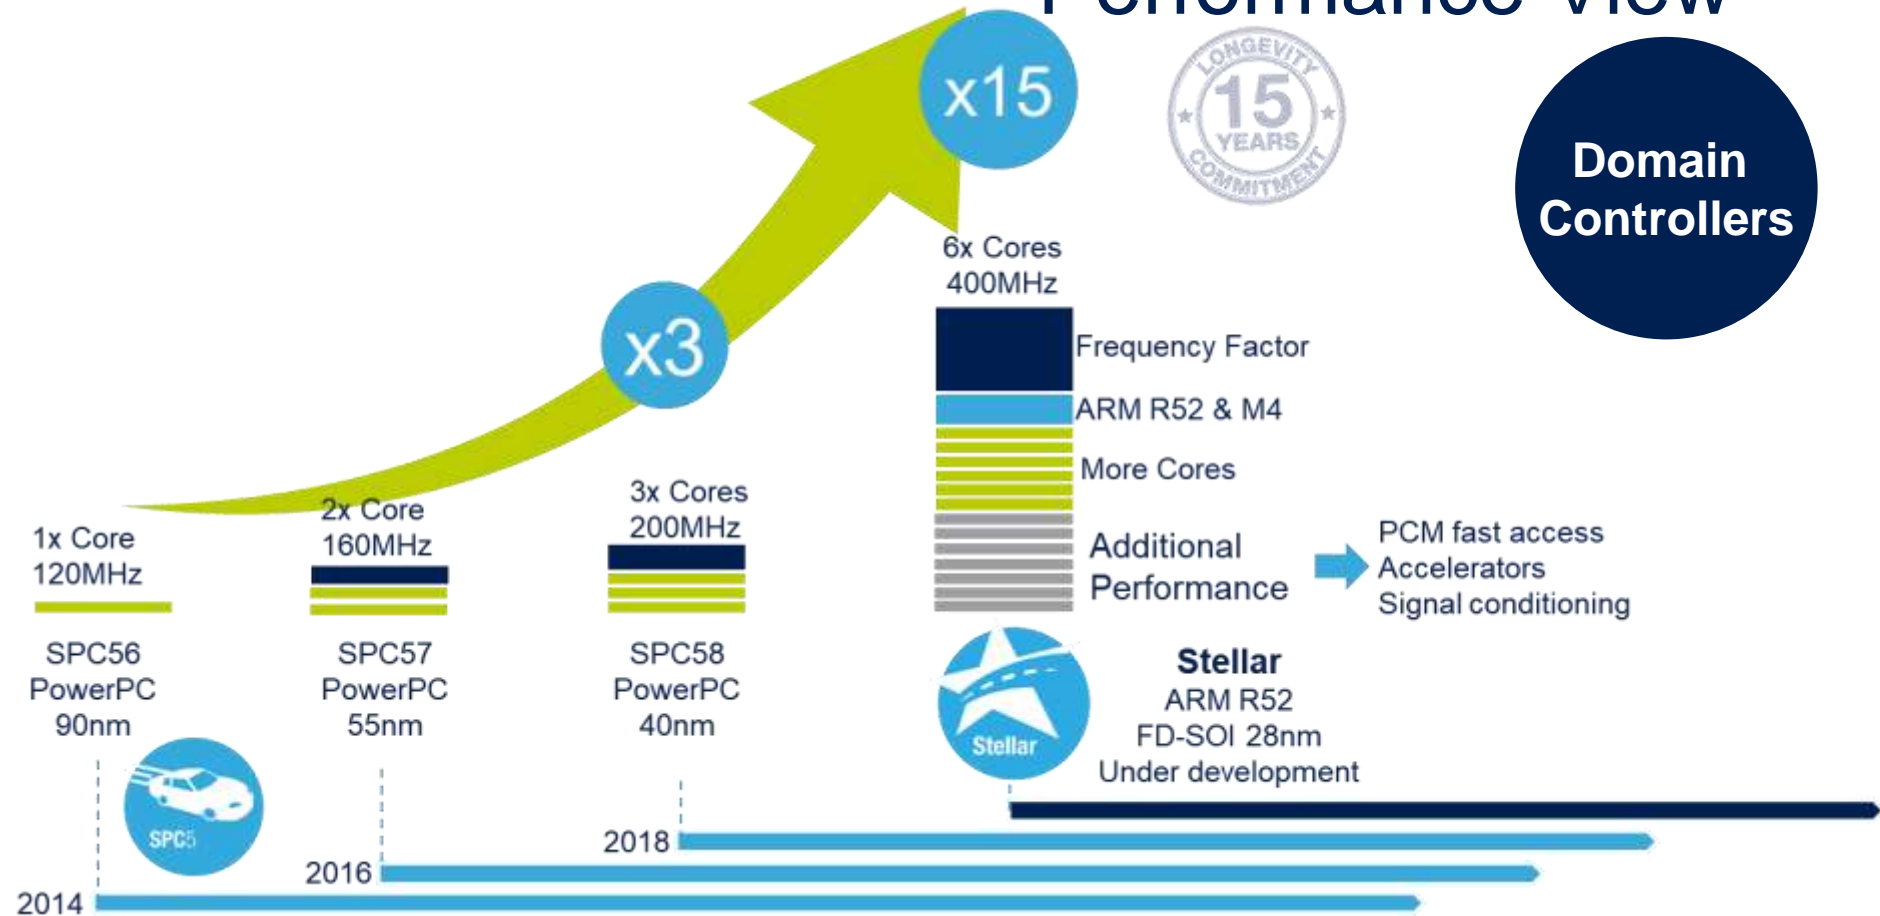 Performance View
x15
LONGEVITY
15
YEARS
COMMITMENT
Domain
Controllers
x3
6x Cores
400MHz
Frequency Factor
ARM R52 & M4
More Cores
Additional
Performance
PCM fast access
Accelerators
Signal conditioning
3x Cores
200MHz
2x Core
160MHz
1x Core
120MHz
SPC56
PowerPC
90nm
SPC57
PowerPC
55nm
SPC58
PowerPC
40nm
Stellar
Stellar
ARM R52
FD-SOI 28nm
Under development
SPC5
2018
2016
2014